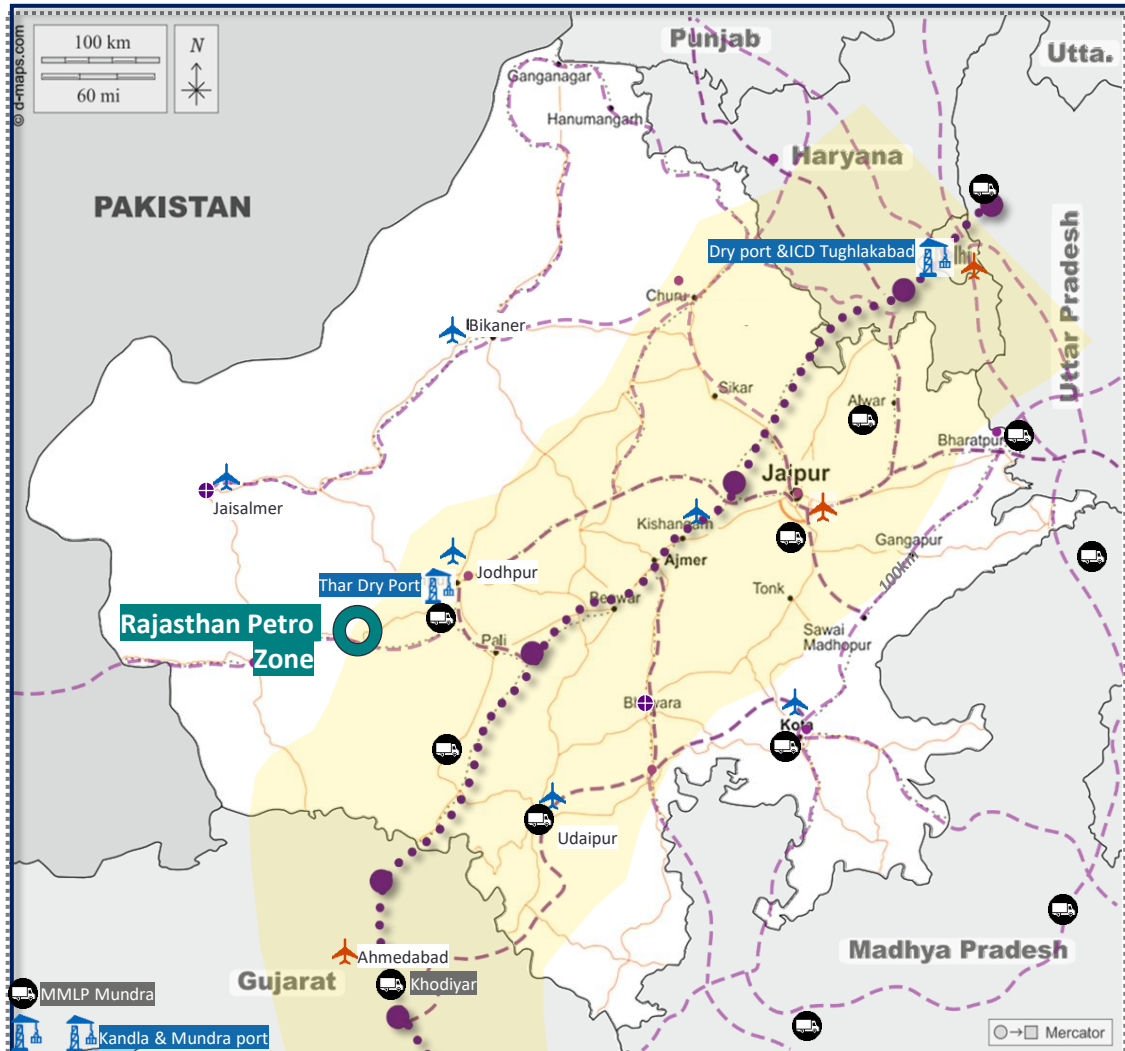 © d-maps.com
100 km
60 mi
N
Punjab
Utta.
Ganganagar
Hanumangarh
Haryana
PAKISTAN
Dry port &ICD Tughlakabad
lhi
Uttar Pradesh
Churu
Bikaner
Sikar
Alwar
Bharatpur
Jaipur
Jaisalmer
Kishangarh
Gangapur
Ajmer
100km
Jodhpur
Thar Dry Port
Beawar
Tonk
Rajasthan Petro
Zone
Pali
Sawai
Madhopur
Bhilwara
Kota
Udaipur
Ahmedabad
Madhya Pradesh
Gujarat
Khodiyar
MMLP Mundra
Kandla & Mundra port
Mercator